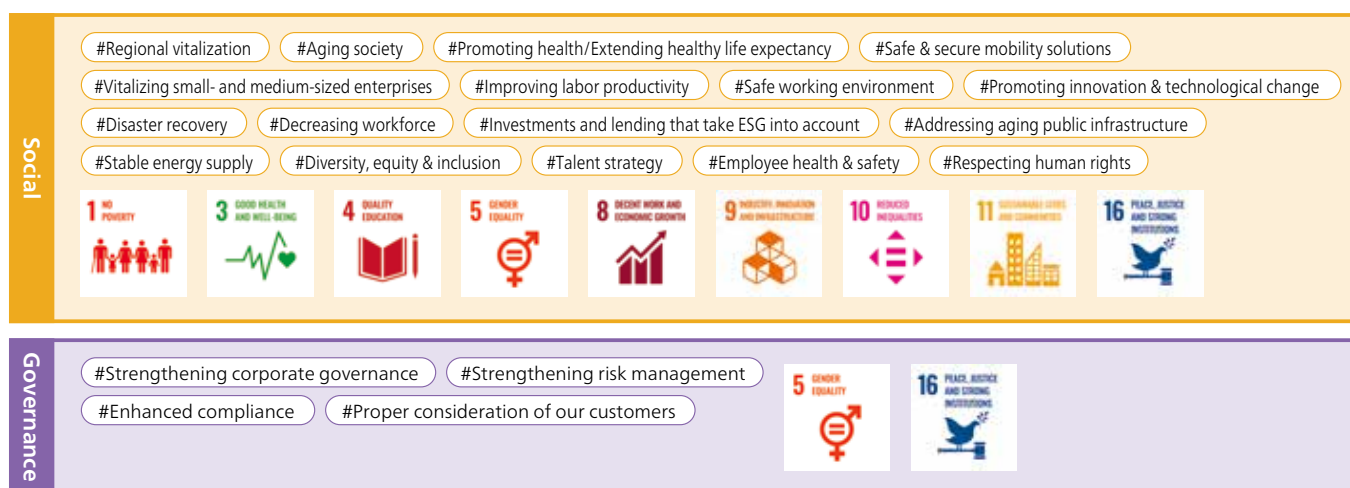 Social
#Regional vitalization #Aging society #Promoting health/Extending healthy life expectancy #Safe & secure mobility solutions
#Vitalizing small- and medium-sized enterprises #Improving labor productivity #Safe working environment #Promoting innovation & technological change
#Disaster recovery #Decreasing workforce #Investments and lending that take ESG into account #Addressing aging public infrastructure
#Stable energy supply #Diversity, equity & inclusion #Talent strategy #Employee health & safety #Respecting human rights
1 NO POVERTY
3 GOOD HEALTH AND WELL-BEING
4 QUALITY EDUCATION
5 GENDER EQUALITY
8 DECENT WORK AND ECONOMIC GROWTH
9 INDUSTRY, INNOVATION AND INFRASTRUCTURE
10 REDUCED INEQUALITIES
11 SUSTAINABLE CITIES AND COMMUNITIES
16 PEACE, JUSTICE AND STRONG INSTITUTIONS
Governance
#Strengthening corporate governance #Strengthening risk management
#Enhanced compliance #Proper consideration of our customers
5 GENDER EQUALITY
16 PEACE, JUSTICE AND STRONG INSTITUTIONS